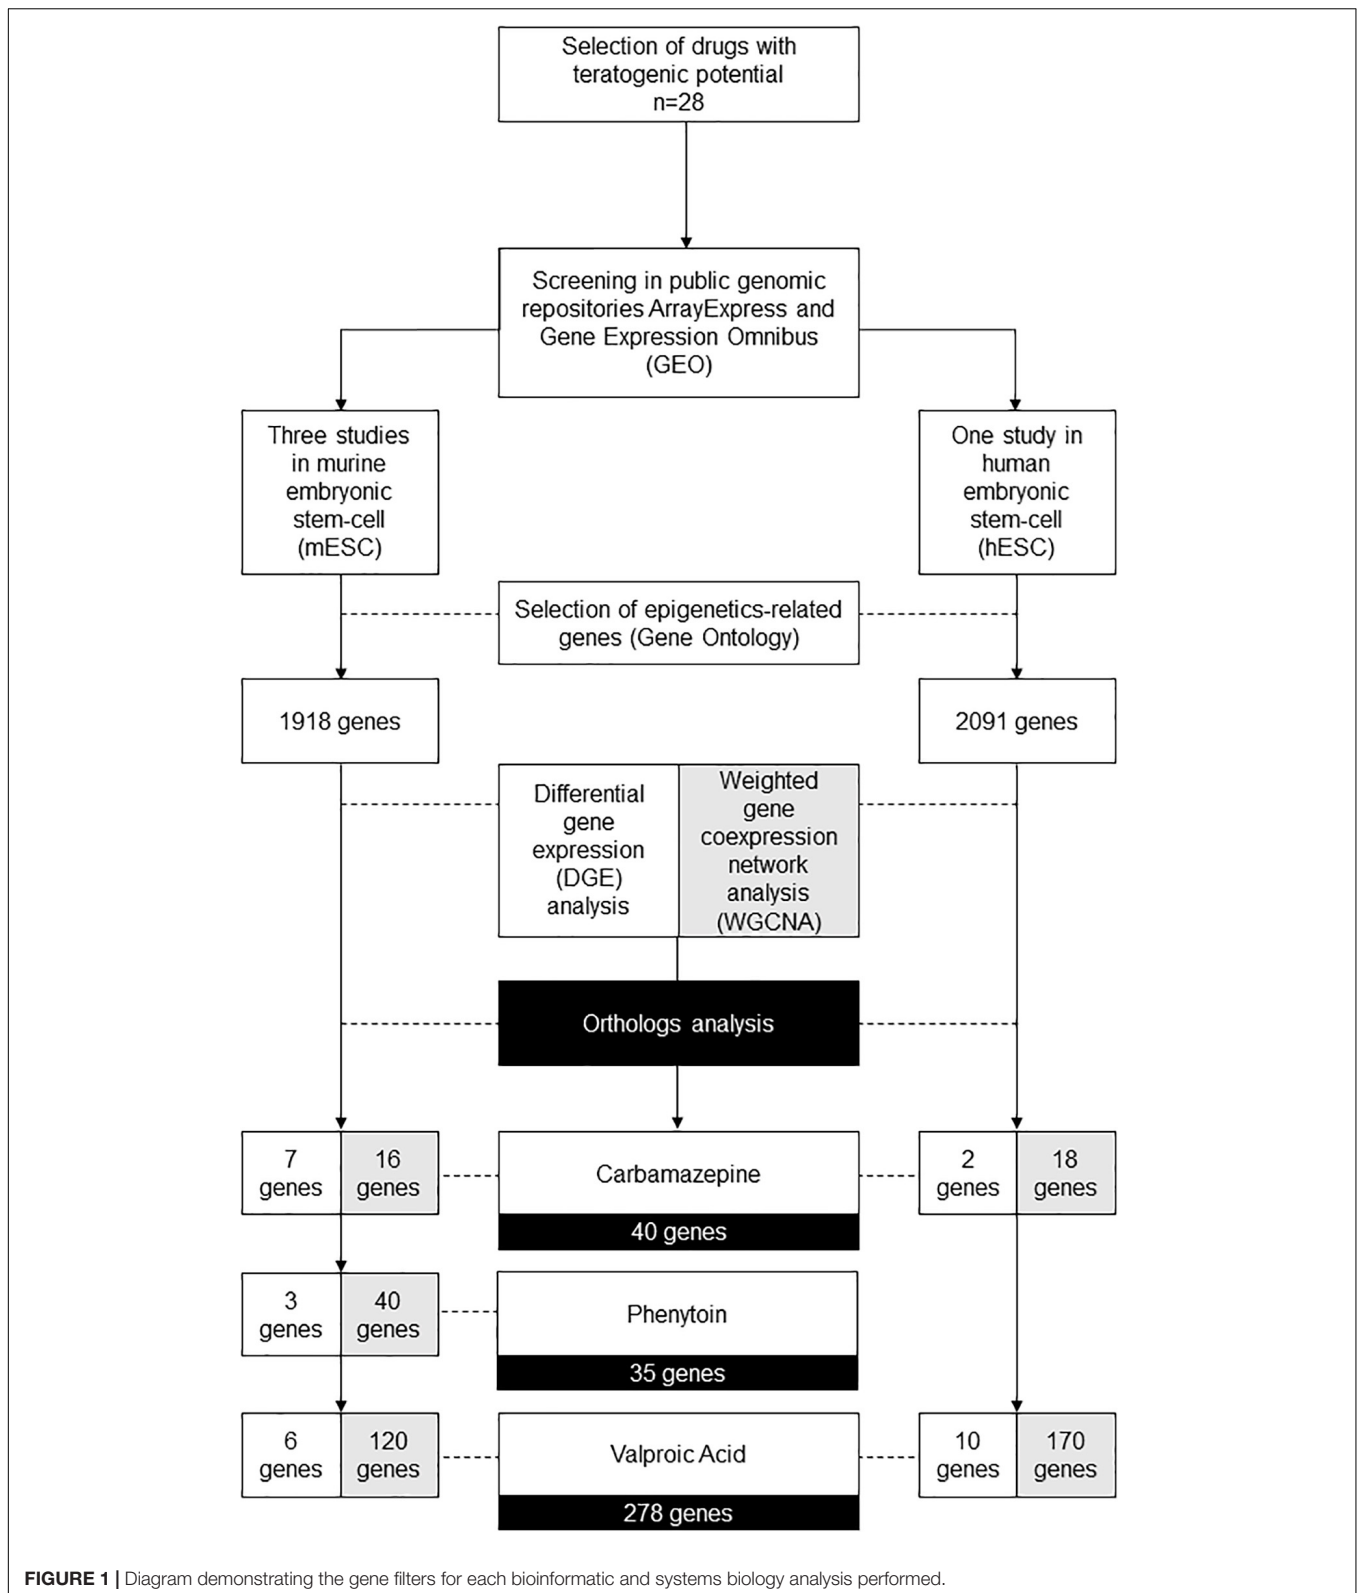 Selection of drugs with
teratogenic potential
n=28
Screening in public genomic
repositories ArrayExpress and
Gene Expression Omnibus
(GEO)
Three studies
in murine
embryonic
stem-cell
(mESC)
One study in
human
embryonic
stem-cell
(hESC)
Selection of epigenetics-related
genes (Gene Ontology)
1918 genes
2091 genes
Differential
gene
expression
(DGE)
analysis
Weighted
gene
coexpression
network
analysis
(WGCNA)
Orthologs analysis
7
genes
16
genes
Carbamazepine
40 genes
2
genes
18
genes
3
genes
40
genes
Phenytoin
35 genes
6
genes
120
genes
Valproic Acid
278 genes
10
genes
170
genes
FIGURE 1 | Diagram demonstrating the gene filters for each bioinformatic and systems biology analysis performed.